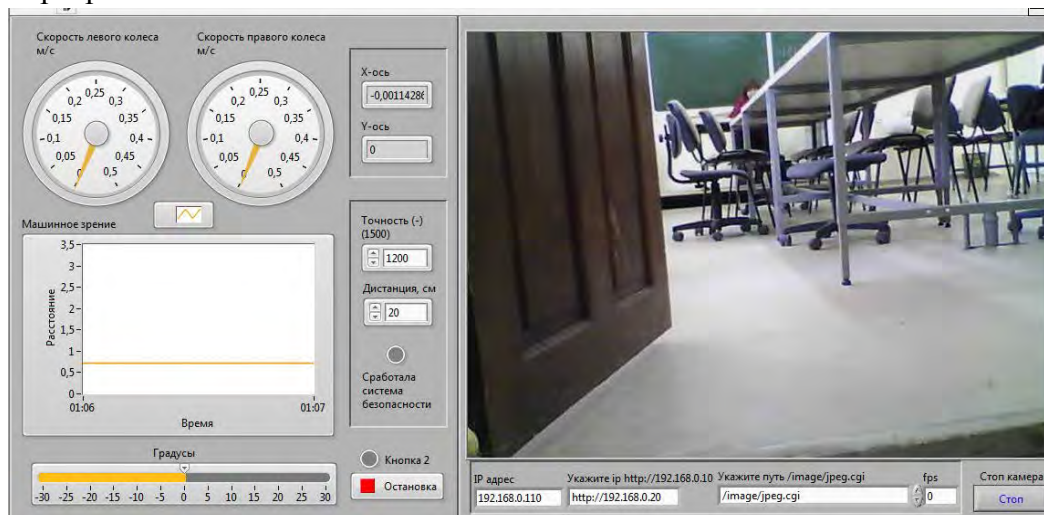 Скорость левого колеса
м/с
Скорость правого колеса
м/с
0 0,05 0,1 0,15 0,2 0,25 0,3 0,35 0,4 0,45 0,5
0 0,05 0,1 0,15 0,2 0,25 0,3 0,35 0,4 0,45 0,5
X-ось
-0,00114286
Y-ось
0
Машинное зрение
Расстояние
3,5
3
2,5
2
1,5
1
0,5
0
01:06 01:07
Время
Точность (-)
(1500)
1200
Дистанция, см
20
Сработала
система
безопасности
Градусы
-30 -25 -20 -15 -10 -5 0 5 10 15 20 25 30
Кнопка 2
Остановка
IP адрес
192.168.0.110
Укажите ip http://192.168.0.10
http://192.168.0.20
Укажите путь /image/jpeg.cgi
/image/jpeg.cgi
fps
0
Стоп камера
Стоп